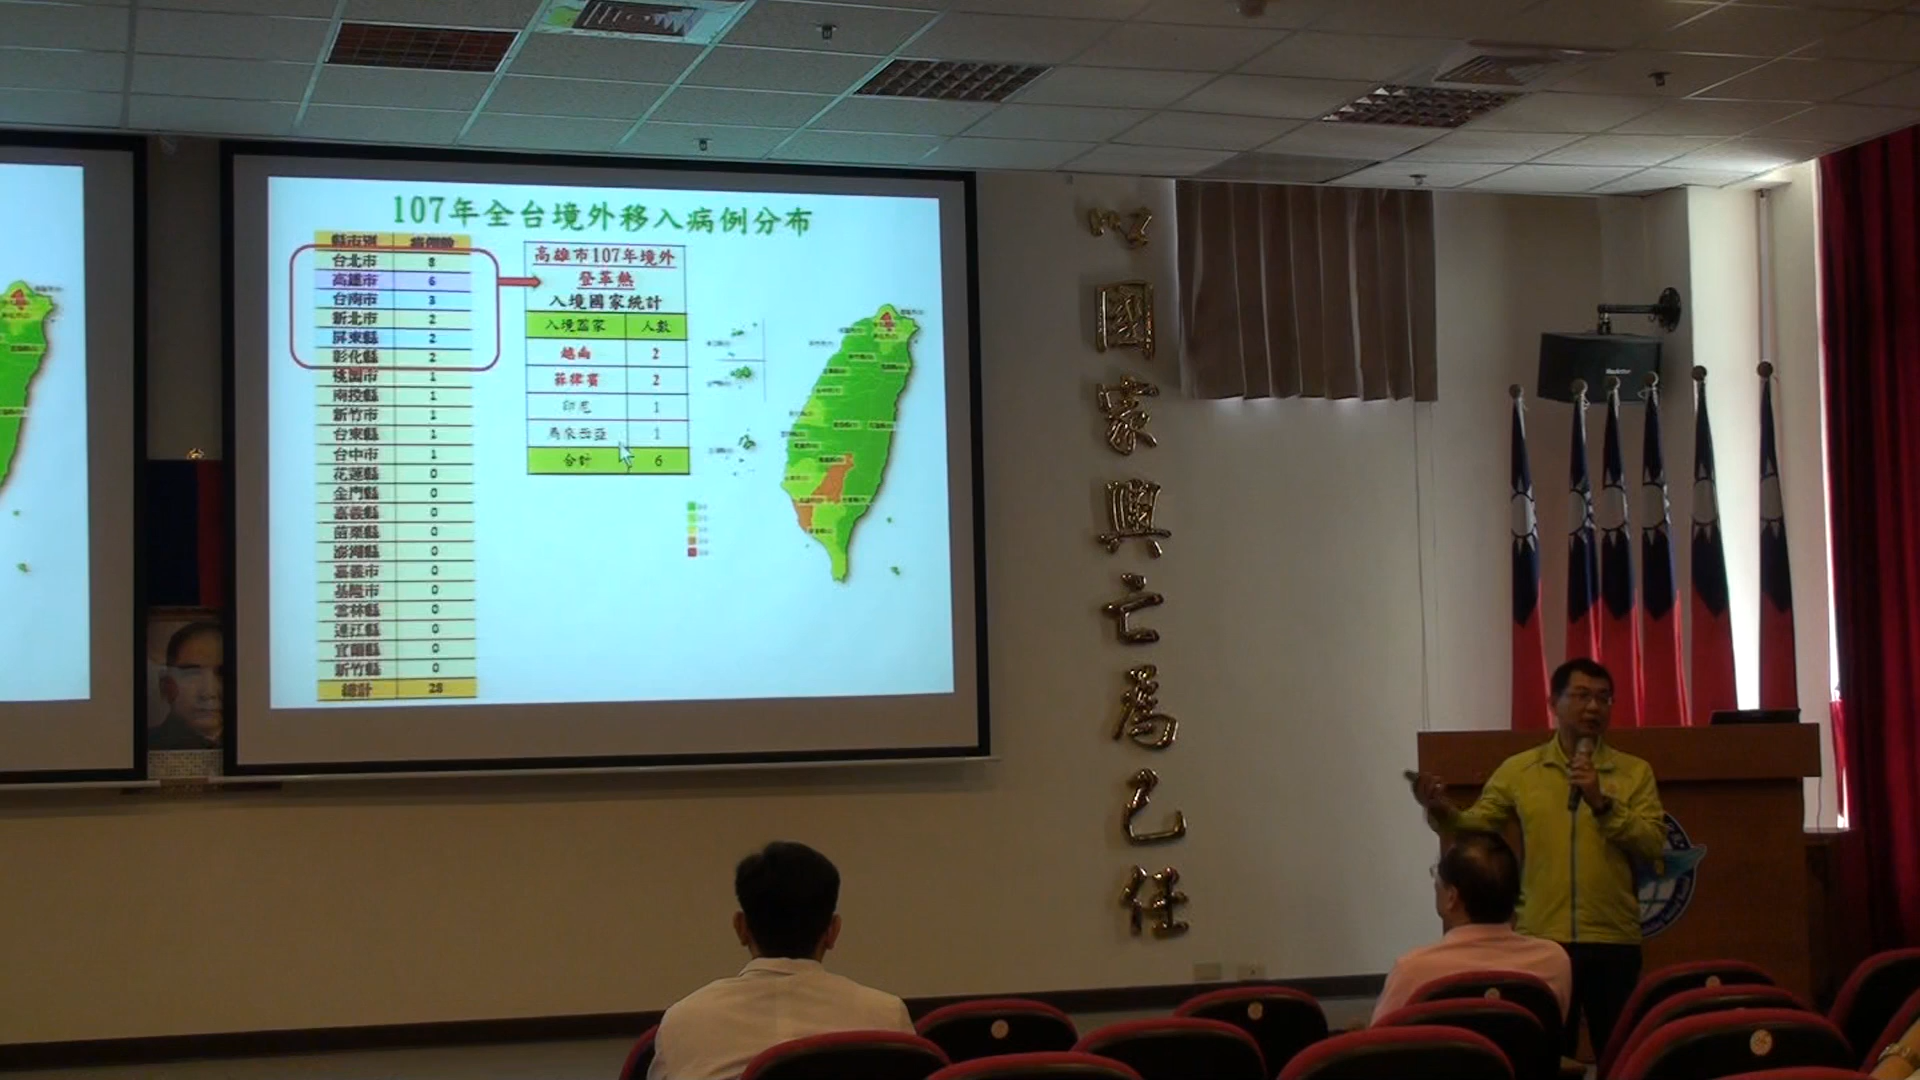 107年全台境外移入病例分布
縣市別 病例數
台北市 8
高雄市 6
台南市 3
新北市 2
屏東縣 2
彰化縣 2
桃園市 1
南投縣 1
新竹市 1
台東縣 1
台中市 1
花蓮縣 0
金門縣 0
嘉義縣 0
苗栗縣 0
澎湖縣 0
嘉義市 0
基隆市 0
雲林縣 0
連江縣 0
宜蘭縣 0
新竹縣 0
總計 28
高雄市107年境外
登革熱
入境國家統計
入境國家 人數
越南 2
菲律賓 2
印尼 1
馬來西亞 1
合計 6
以國家興亡為己任